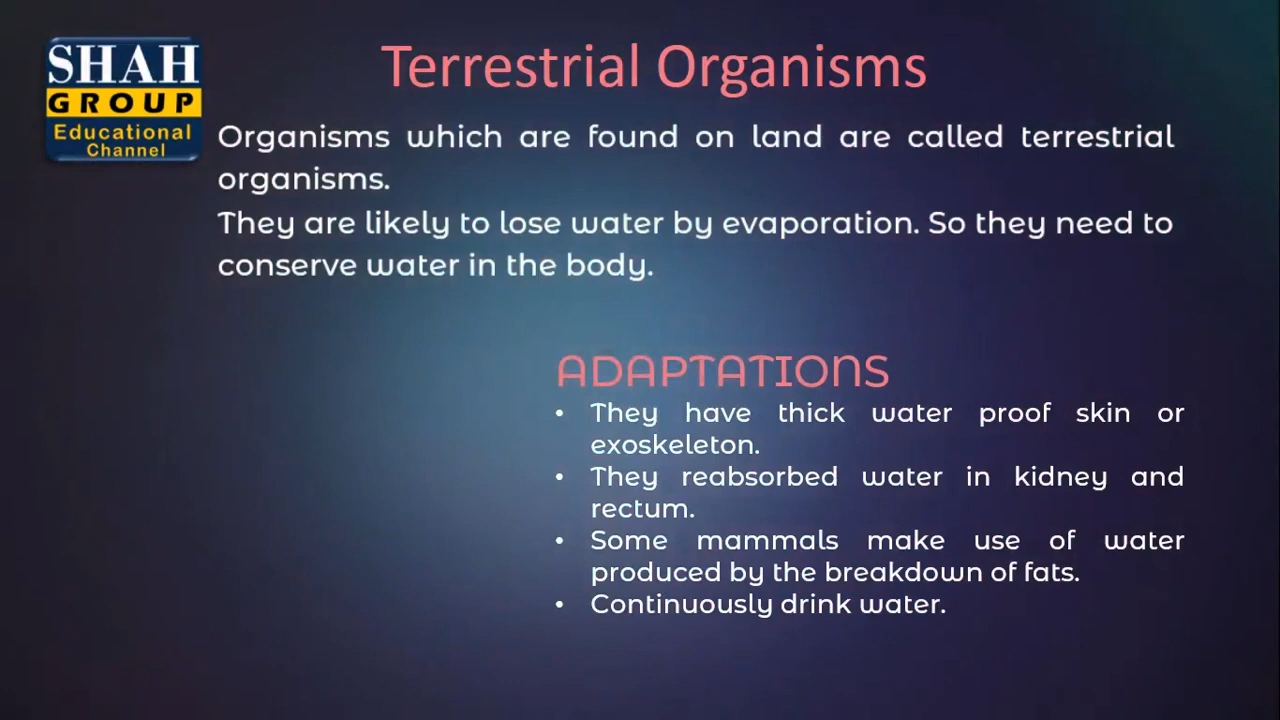 SHAH
GROUP
Educational
Channel
Terrestrial Organisms
Organisms which are found on land are called terrestrial
organisms.
They are likely to lose water by evaporation. So they need to
conserve water in the body.
ADAPTATIONS
• They have thick water proof skin or
exoskeleton.
• They reabsorbed water in kidney and
rectum.
• Some mammals make use of water
produced by the breakdown of fats.
• Continuously drink water.